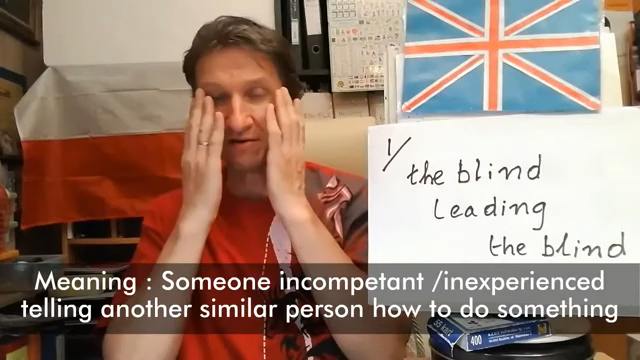 1/
the blind
leading
the blind
Meaning : Someone incompetant /inexperienced
telling another similar person how to do something
400